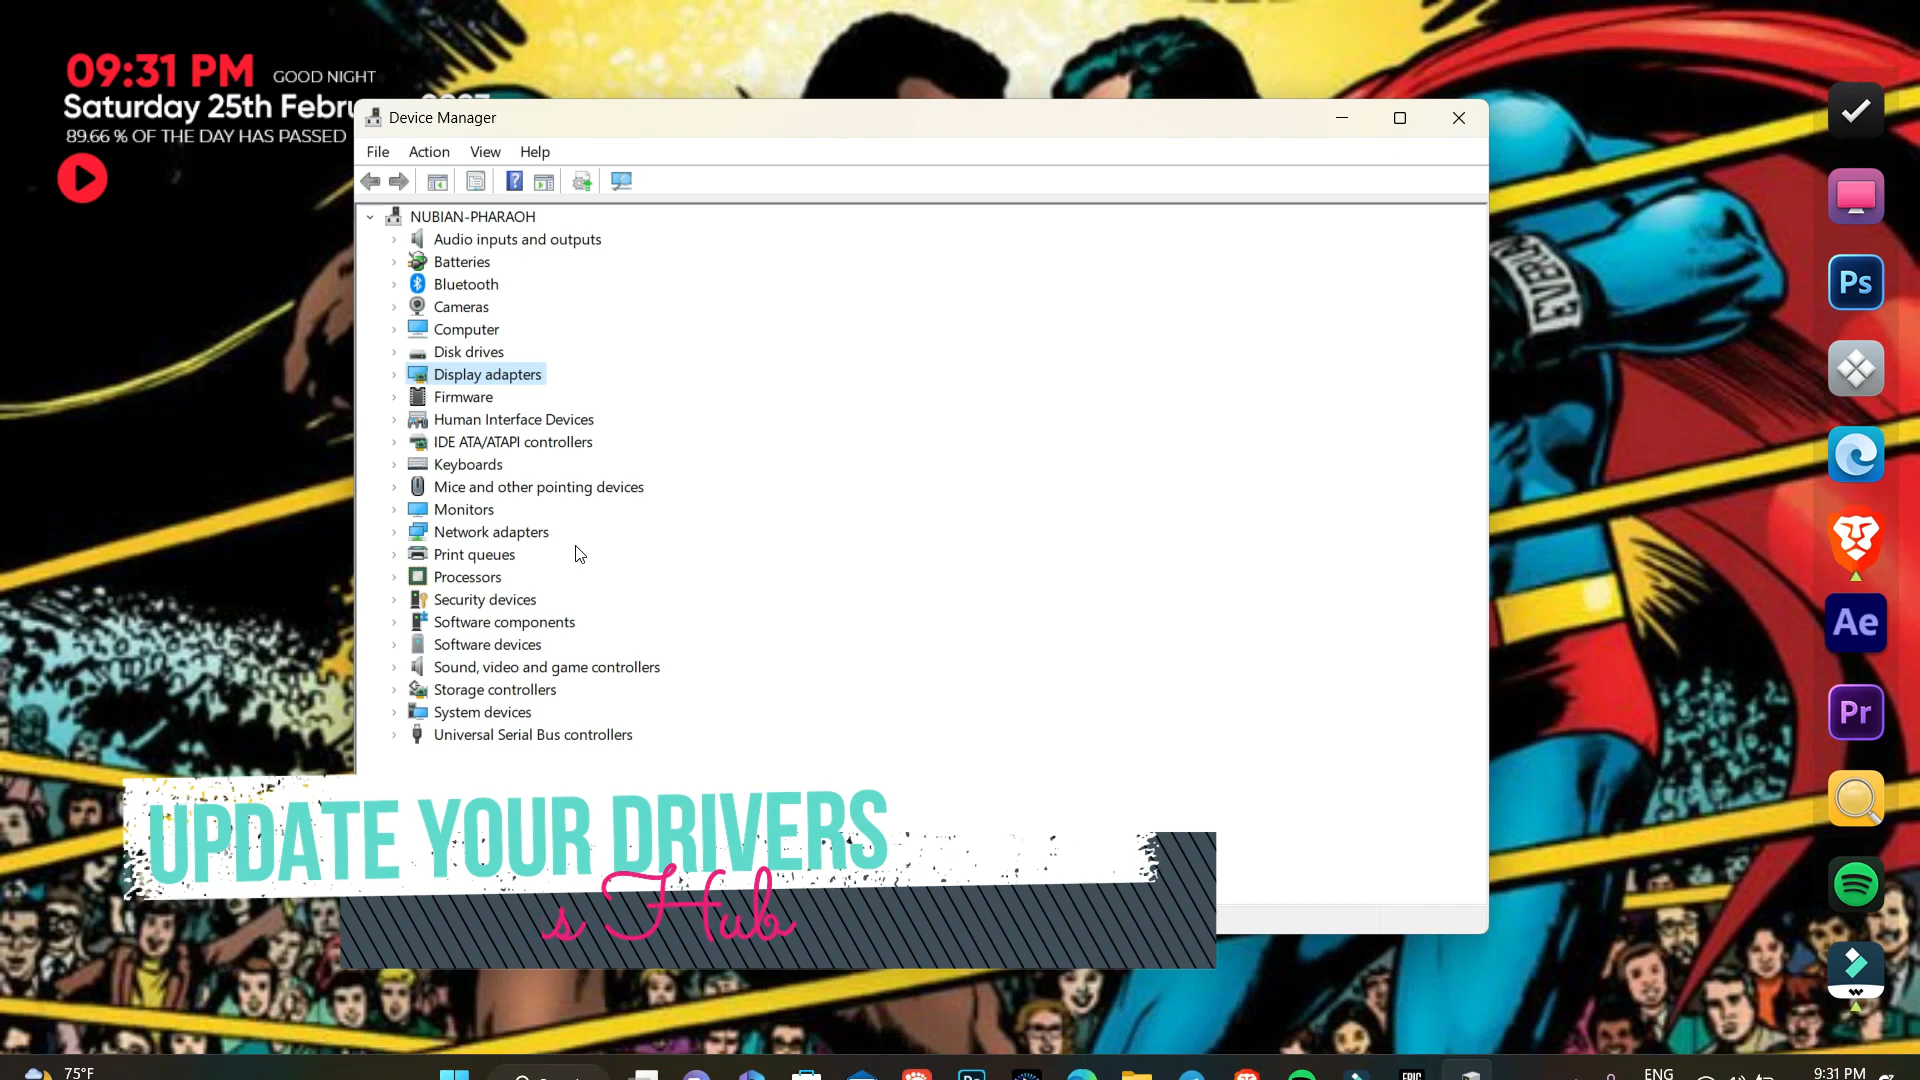 09:31 PM GOOD NIGHT
Saturday 25th Febru
89.66 % OF THE DAY HAS PASSED
Device Manager
File Action View Help
NUBIAN-PHARAOH
Audio inputs and outputs
Batteries
Bluetooth
Cameras
Computer
Disk drives
Display adapters
Firmware
Human Interface Devices
IDE ATA/ATAPI controllers
Keyboards
Mice and other pointing devices
Monitors
Network adapters
Print queues
Processors
Security devices
Software components
Software devices
Sound, video and game controllers
Storage controllers
System devices
Universal Serial Bus controllers
UPDATE YOUR DRIVERS
s Hub
Ps
Ae
Pr
75°F
EPIC
ENG
9:31 PM